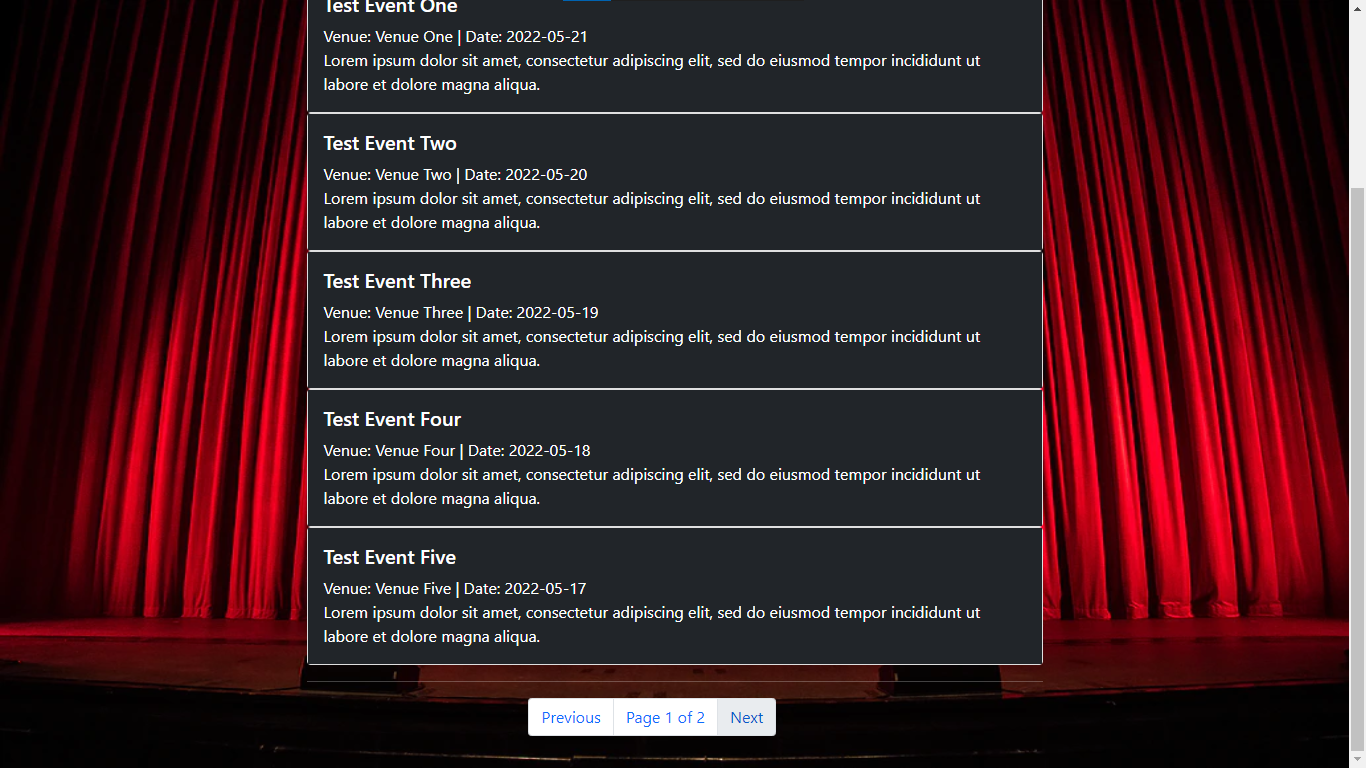 Test Event One
Venue: Venue One | Date: 2022-05-21
Lorem ipsum dolor sit amet, consectetur adipiscing elit, sed do eiusmod tempor incididunt ut
labore et dolore magna aliqua.
Test Event Two
Venue: Venue Two | Date: 2022-05-20
Lorem ipsum dolor sit amet, consectetur adipiscing elit, sed do eiusmod tempor incididunt ut
labore et dolore magna aliqua.
Test Event Three
Venue: Venue Three | Date: 2022-05-19
Lorem ipsum dolor sit amet, consectetur adipiscing elit, sed do eiusmod tempor incididunt ut
labore et dolore magna aliqua.
Test Event Four
Venue: Venue Four | Date: 2022-05-18
Lorem ipsum dolor sit amet, consectetur adipiscing elit, sed do eiusmod tempor incididunt ut
labore et dolore magna aliqua.
Test Event Five
Venue: Venue Five | Date: 2022-05-17
Lorem ipsum dolor sit amet, consectetur adipiscing elit, sed do eiusmod tempor incididunt ut
labore et dolore magna aliqua.
Previous Page 1 of 2 Next